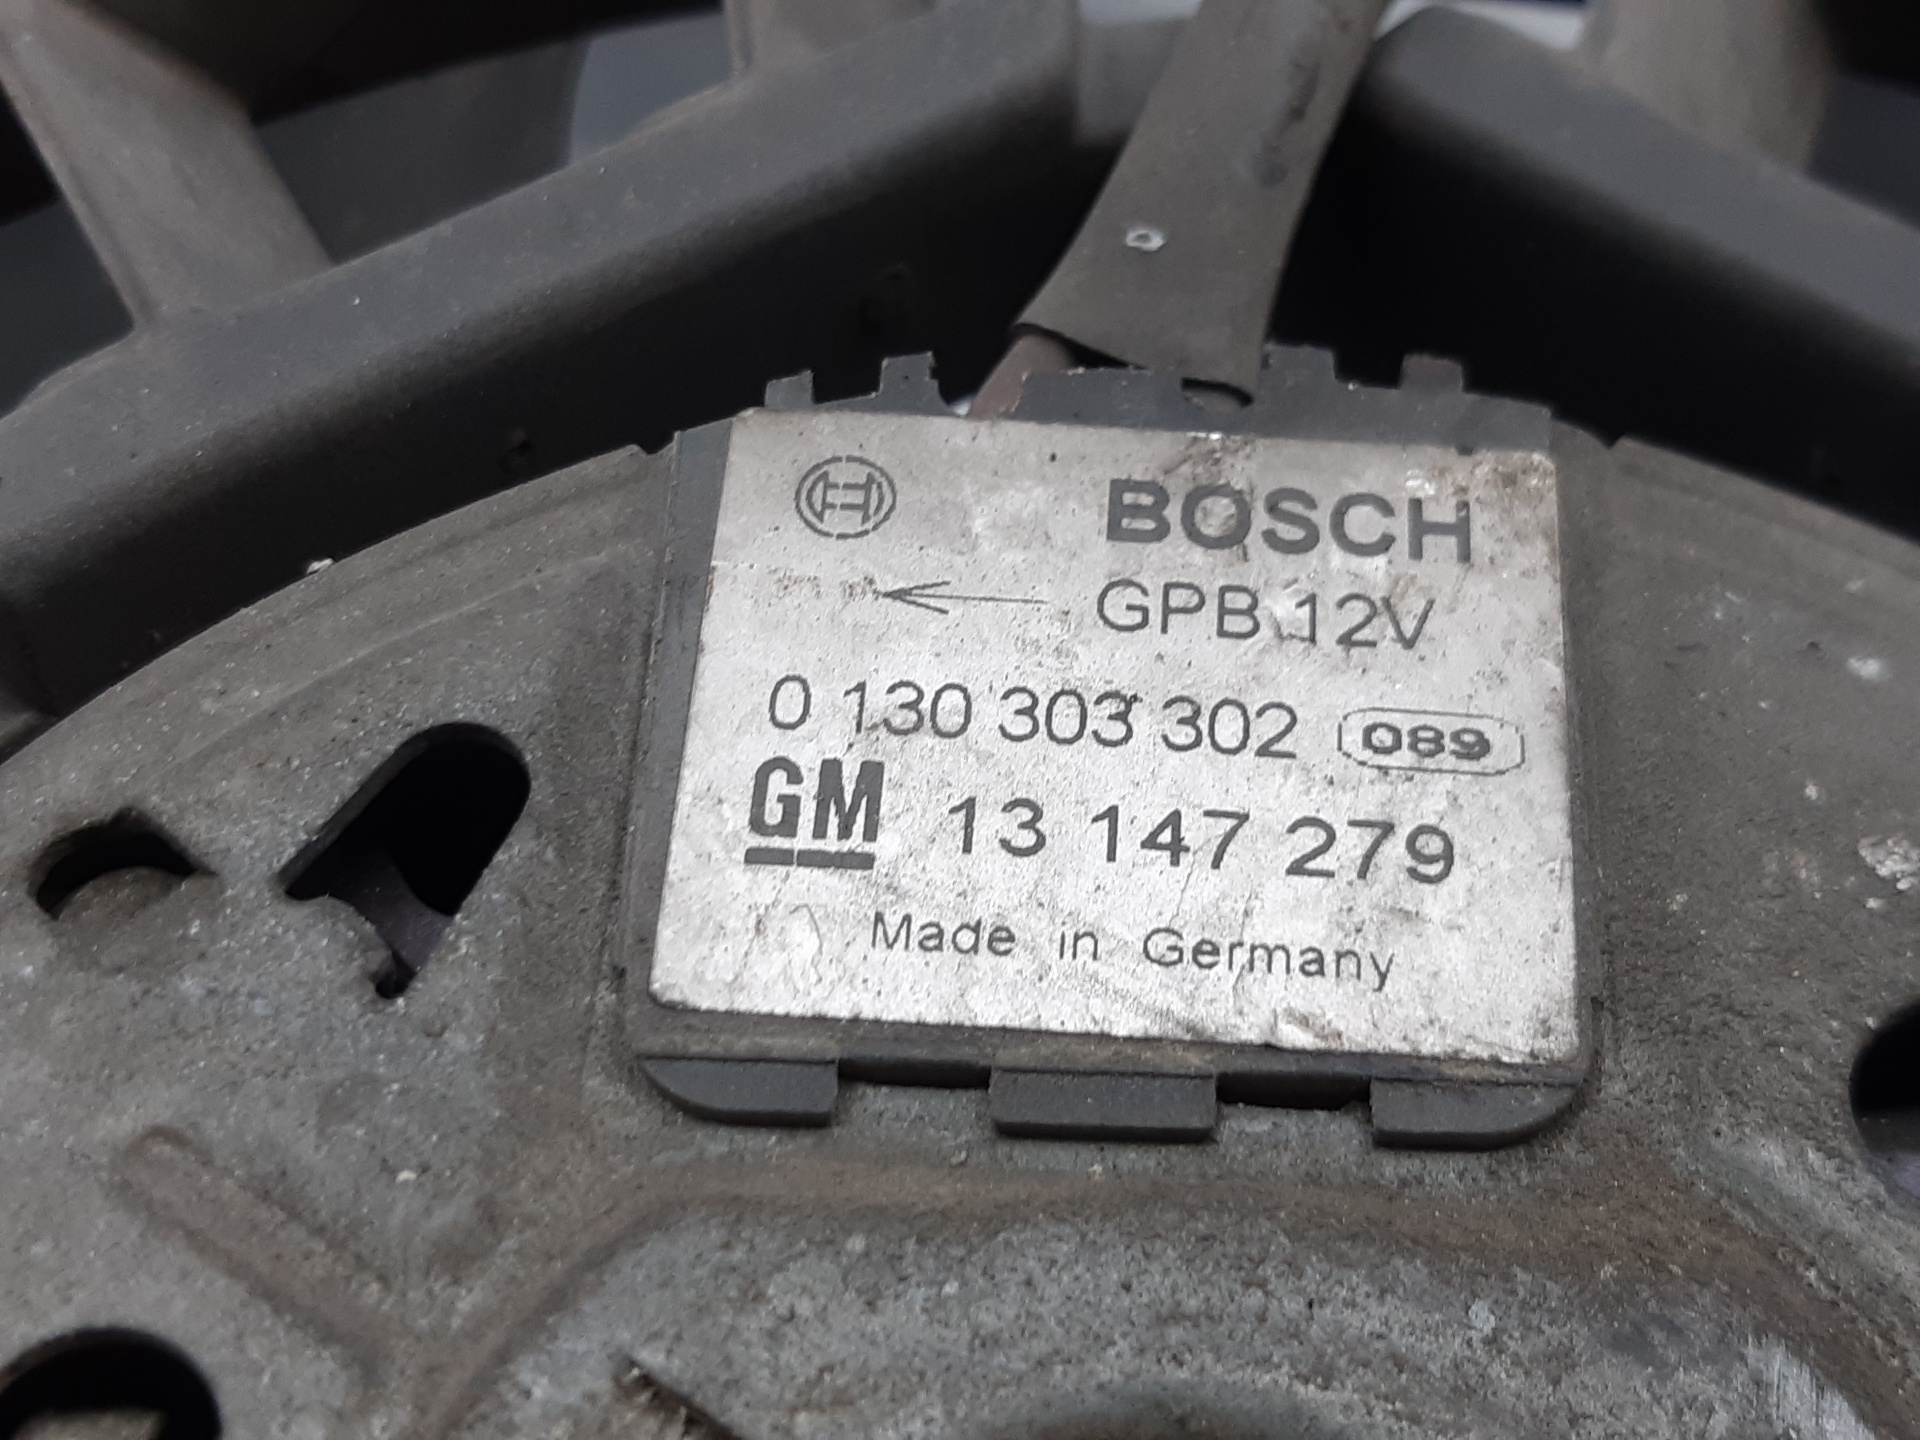 BOSCH
GPB 12V
0 130 303 302 089
GM 13 147 279
Made in Germany